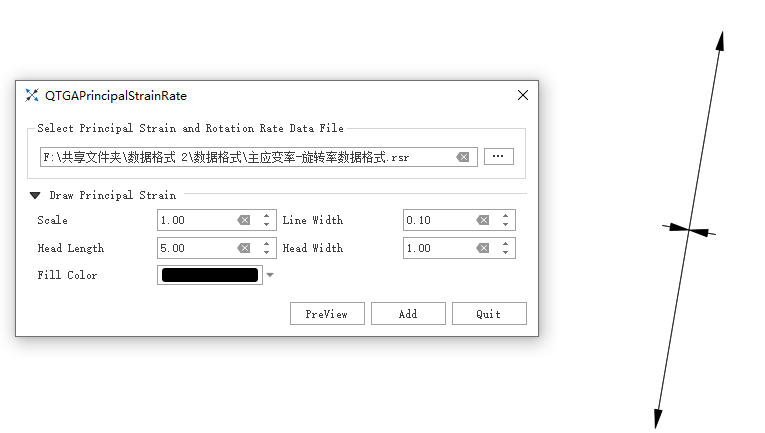 QTGAPrincipalStrainRate
Select Principal Strain and Rotation Rate Data File
F:\共享文件夹\数据格式 2\数据格式\主应变率-旋转率数据格式.rsr
...
Draw Principal Strain
Scale 1.00 Line Width 0.10
Head Length 5.00 Head Width 1.00
Fill Color
PreView Add Quit